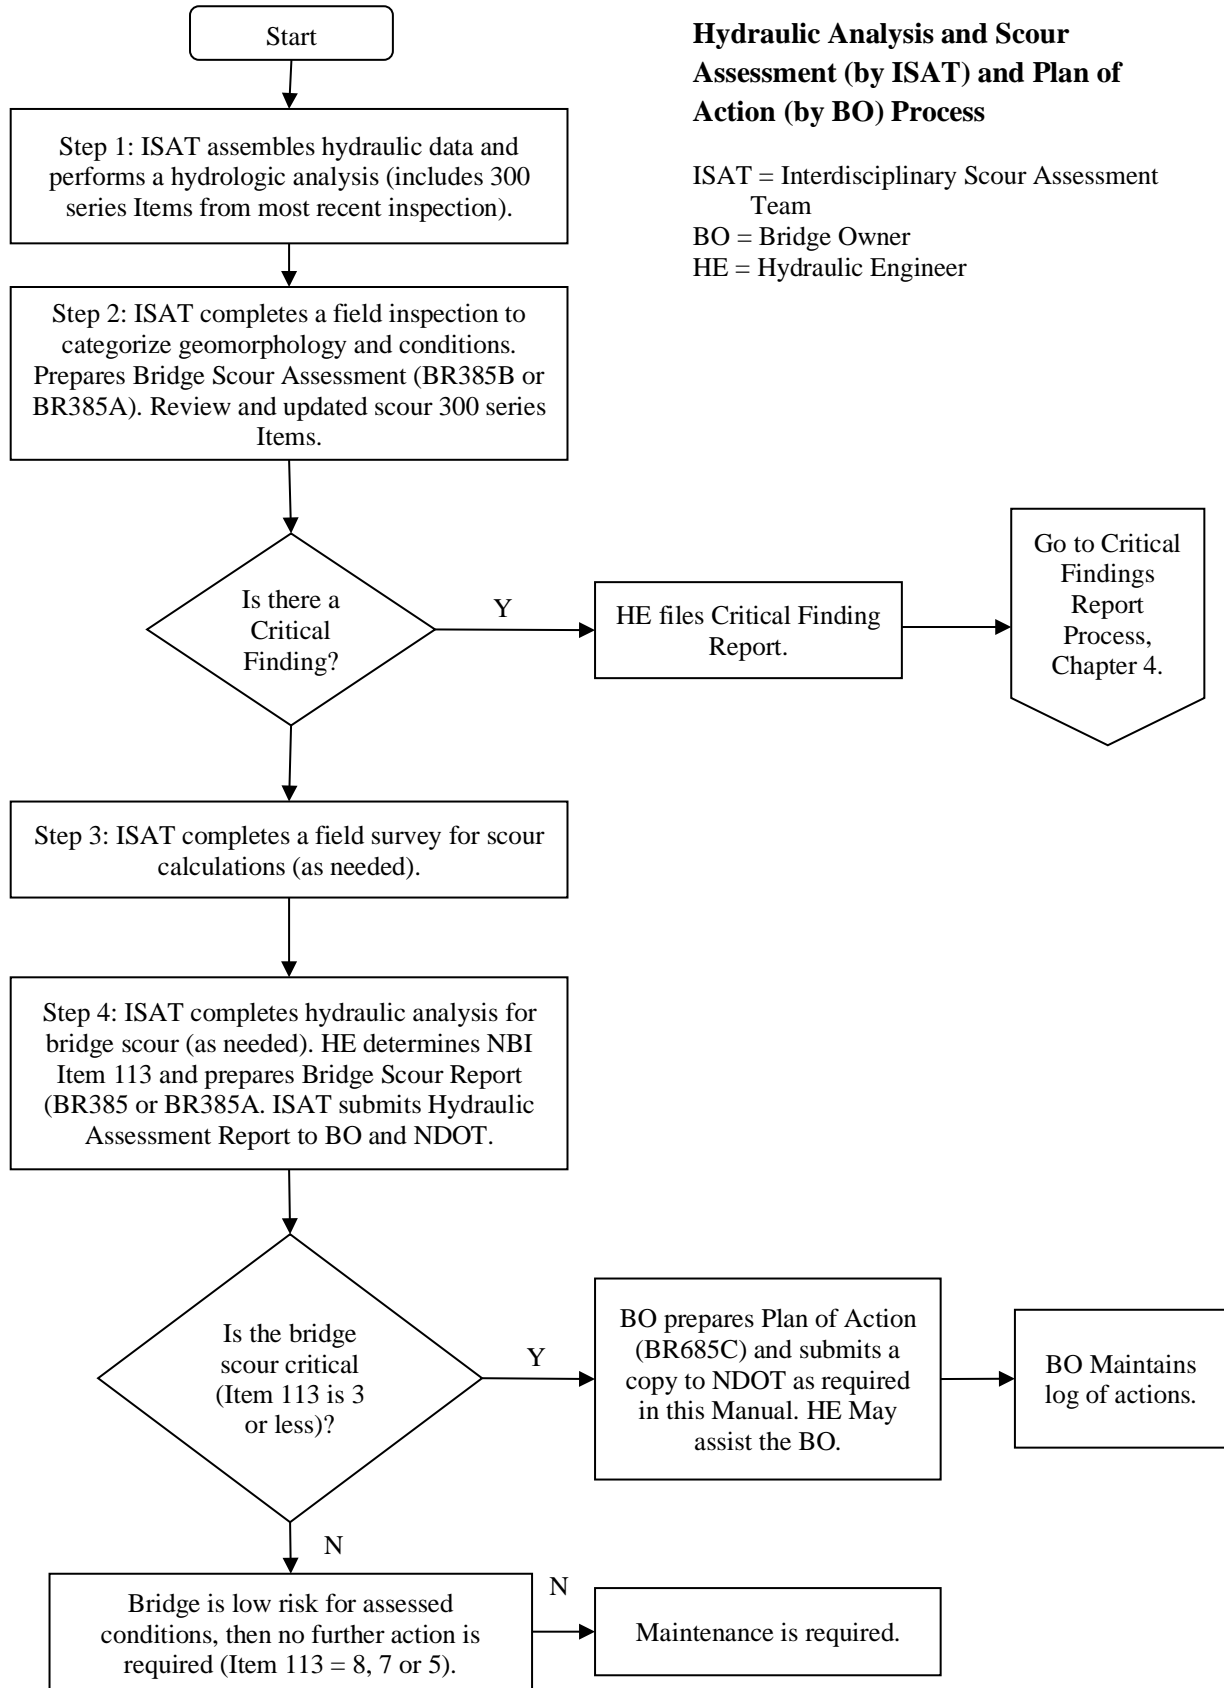 Start
Hydraulic Analysis and Scour
Assessment (by ISAT) and Plan of
Action (by BO) Process
ISAT = Interdisciplinary Scour Assessment
Team
BO = Bridge Owner
HE = Hydraulic Engineer
Step 1: ISAT assembles hydraulic data and
performs a hydrologic analysis (includes 300
series Items from most recent inspection).
Step 2: ISAT completes a field inspection to
categorize geomorphology and conditions.
Prepares Bridge Scour Assessment (BR385B or
BR385A). Review and updated scour 300 series
Items.
Is there a
Critical
Finding?
Y
HE files Critical Finding
Report.
Go to Critical
Findings
Report
Process,
Chapter 4.
Step 3: ISAT completes a field survey for scour
calculations (as needed).
Step 4: ISAT completes hydraulic analysis for
bridge scour (as needed). HE determines NBI
Item 113 and prepares Bridge Scour Report
(BR385 or BR385A. ISAT submits Hydraulic
Assessment Report to BO and NDOT.
Is the bridge
scour critical
(Item 113 is 3
or less)?
Y
BO prepares Plan of Action
(BR685C) and submits a
copy to NDOT as required
in this Manual. HE May
assist the BO.
BO Maintains
log of actions.
N
Bridge is low risk for assessed
conditions, then no further action is
required (Item 113 = 8, 7 or 5).
N
Maintenance is required.